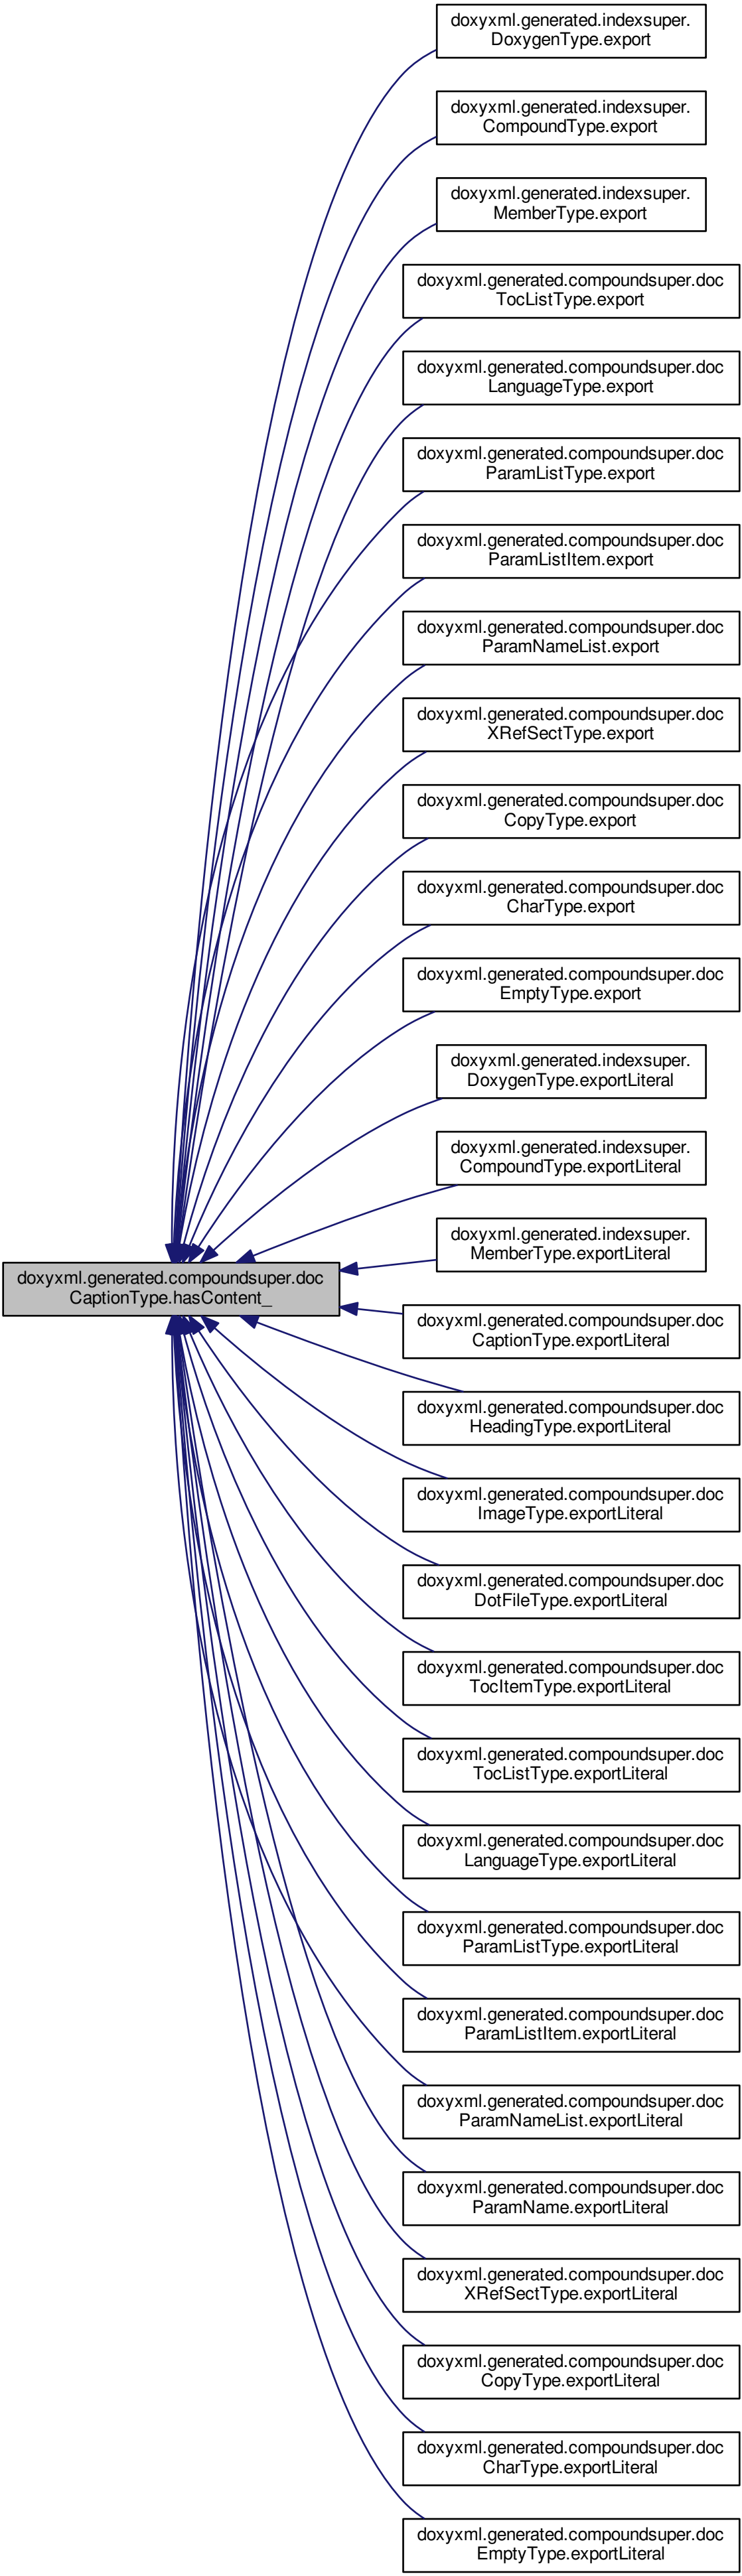 doxyxml.generated.indexsuper.
DoxygenType.export
doxyxml.generated.indexsuper.
CompoundType.export
doxyxml.generated.indexsuper.
MemberType.export
doxyxml.generated.compoundsuper.doc
TocListType.export
doxyxml.generated.compoundsuper.doc
LanguageType.export
doxyxml.generated.compoundsuper.doc
ParamListType.export
doxyxml.generated.compoundsuper.doc
ParamListItem.export
doxyxml.generated.compoundsuper.doc
ParamNameList.export
doxyxml.generated.compoundsuper.doc
XRefSectType.export
doxyxml.generated.compoundsuper.doc
CopyType.export
doxyxml.generated.compoundsuper.doc
CharType.export
doxyxml.generated.compoundsuper.doc
EmptyType.export
doxyxml.generated.indexsuper.
DoxygenType.exportLiteral
doxyxml.generated.indexsuper.
CompoundType.exportLiteral
doxyxml.generated.indexsuper.
MemberType.exportLiteral
doxyxml.generated.compoundsuper.doc
CaptionType.hasContent_
doxyxml.generated.compoundsuper.doc
CaptionType.exportLiteral
doxyxml.generated.compoundsuper.doc
HeadingType.exportLiteral
doxyxml.generated.compoundsuper.doc
ImageType.exportLiteral
doxyxml.generated.compoundsuper.doc
DotFileType.exportLiteral
doxyxml.generated.compoundsuper.doc
TocItemType.exportLiteral
doxyxml.generated.compoundsuper.doc
TocListType.exportLiteral
doxyxml.generated.compoundsuper.doc
LanguageType.exportLiteral
doxyxml.generated.compoundsuper.doc
ParamListType.exportLiteral
doxyxml.generated.compoundsuper.doc
ParamListItem.exportLiteral
doxyxml.generated.compoundsuper.doc
ParamNameList.exportLiteral
doxyxml.generated.compoundsuper.doc
ParamName.exportLiteral
doxyxml.generated.compoundsuper.doc
XRefSectType.exportLiteral
doxyxml.generated.compoundsuper.doc
CopyType.exportLiteral
doxyxml.generated.compoundsuper.doc
CharType.exportLiteral
doxyxml.generated.compoundsuper.doc
EmptyType.exportLiteral